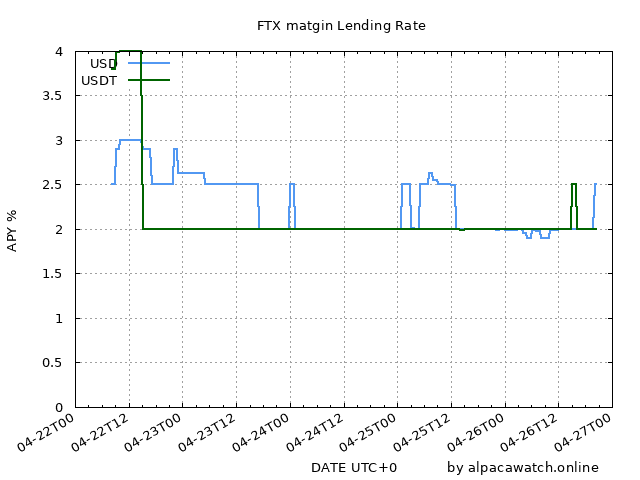 FTX matgin Lending Rate
USD
USDT
4
3.5
3
2.5
2
1.5
1
0.5
0
APY %
04-22T00
04-22T12
04-23T00
04-23T12
04-24T00
04-24T12
04-25T00
04-25T12
04-26T00
04-26T12
04-27T00
DATE UTC+0
by alpacawatch.online